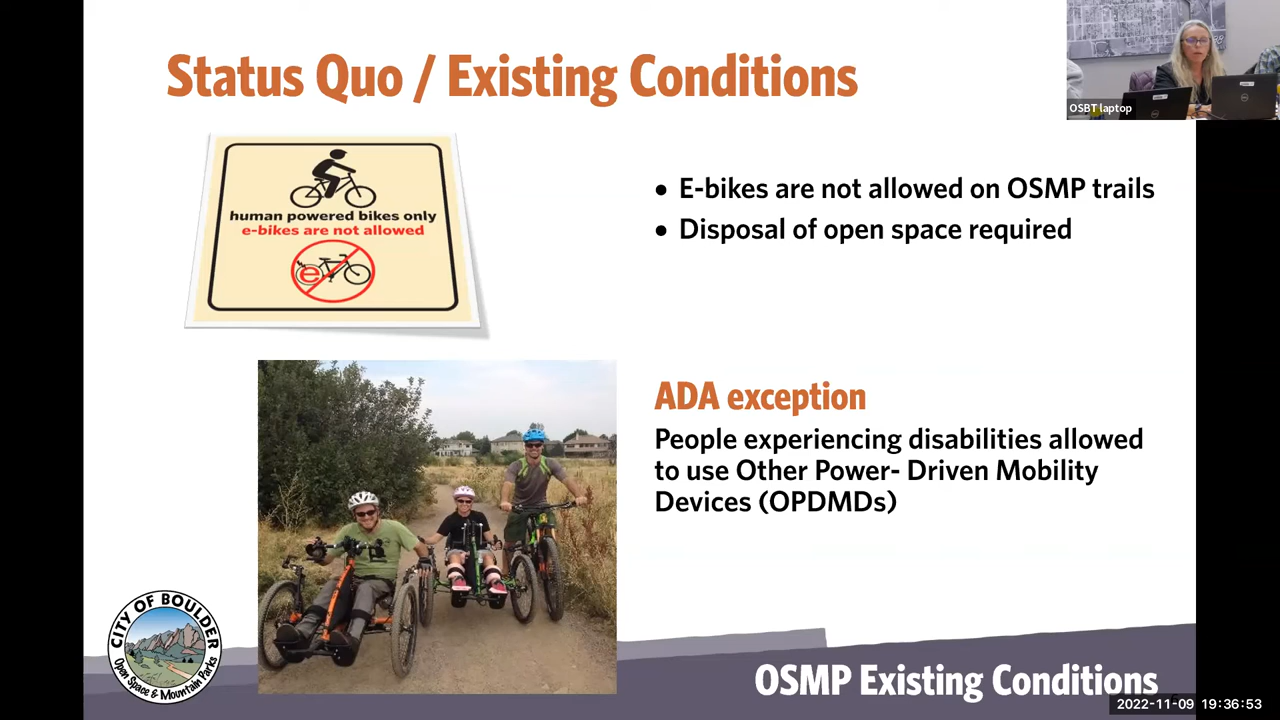 Status Quo / Existing Conditions
OSBT laptop
human powered bikes only
e-bikes are not allowed
e
• E-bikes are not allowed on OSMP trails
• Disposal of open space required
ADA exception
People experiencing disabilities allowed
to use Other Power- Driven Mobility
Devices (OPDMDs)
CITY OF BOULDER
Open Space & Mountain Parks
OSMP Existing Conditions
2022-11-09 19:36:53